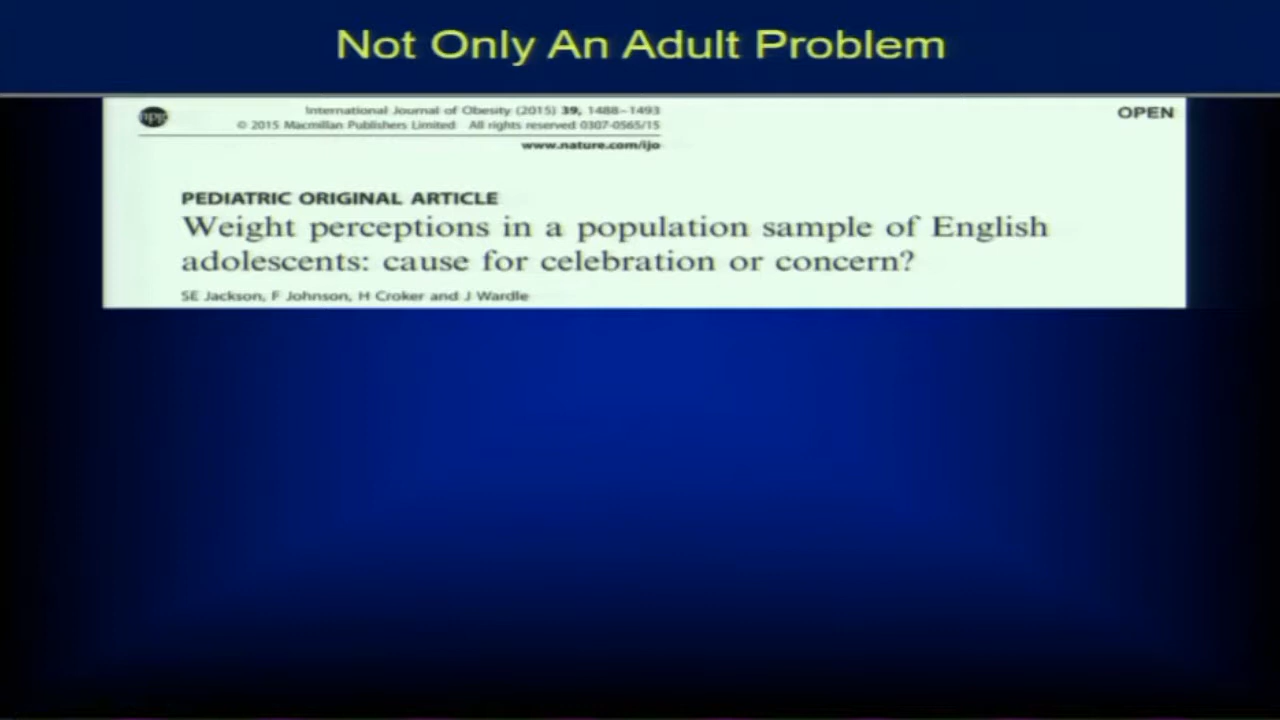 Not Only An Adult Problem
npg
International Journal of Obesity (2015) 39, 1488–1493
© 2015 Macmillan Publishers Limited All rights reserved 0307-0565/15
www.nature.com/ijo
OPEN
PEDIATRIC ORIGINAL ARTICLE
Weight perceptions in a population sample of English
adolescents: cause for celebration or concern?
SE Jackson, F Johnson, H Croker and J Wardle